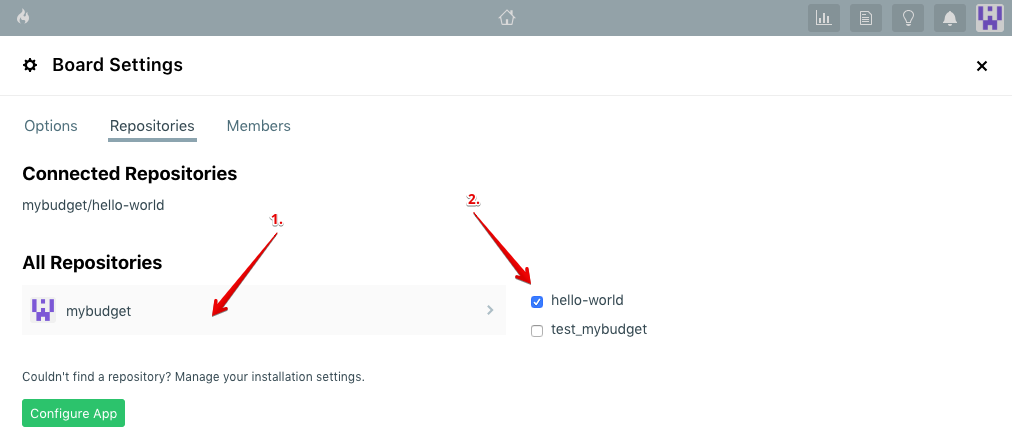 Board Settings
Options Repositories Members
Connected Repositories
mybudget/hello-world
1.
2.
All Repositories
mybudget
hello-world
test_mybudget
Couldn't find a repository? Manage your installation settings.
Configure App